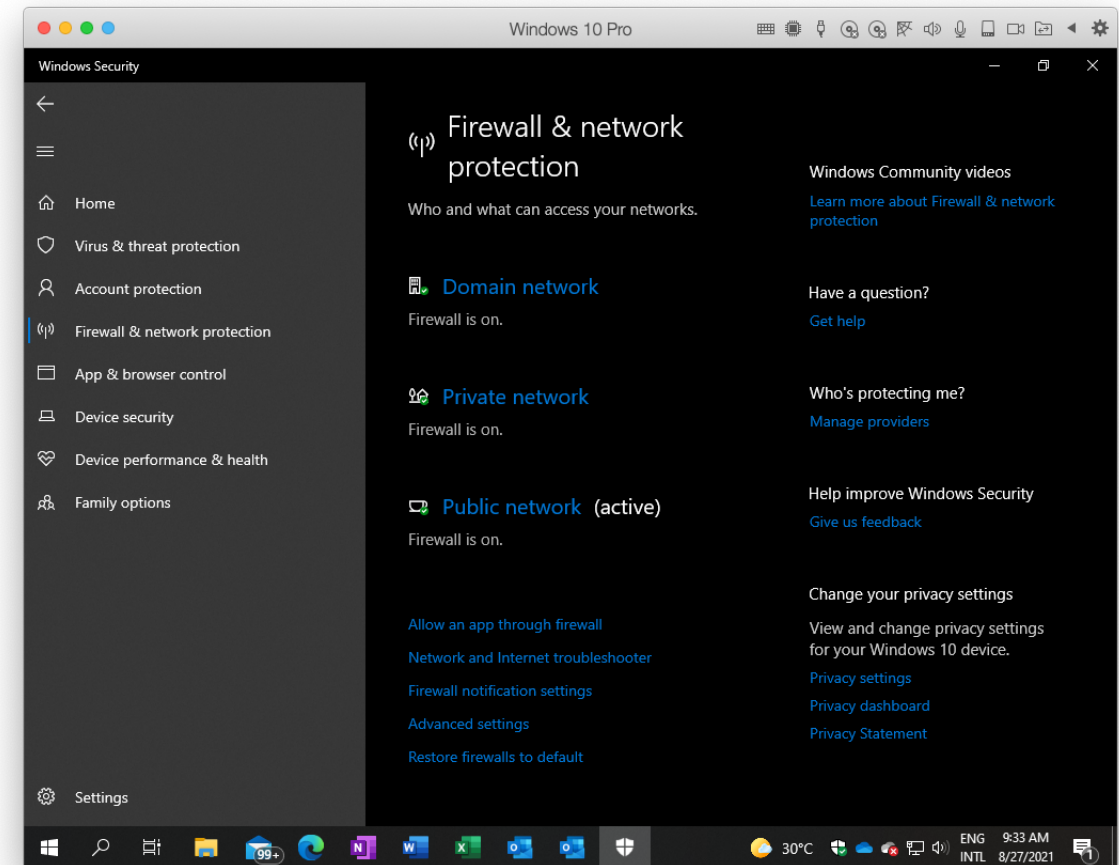 Windows 10 Pro
Windows Security
Home
Virus & threat protection
Account protection
Firewall & network protection
App & browser control
Device security
Device performance & health
Family options
Settings
Firewall & network
protection
Who and what can access your networks.
Domain network
Firewall is on.
Private network
Firewall is on.
Public network (active)
Firewall is on.
Allow an app through firewall
Network and Internet troubleshooter
Firewall notification settings
Advanced settings
Restore firewalls to default
Windows Community videos
Learn more about Firewall & network
protection
Have a question?
Get help
Who's protecting me?
Manage providers
Help improve Windows Security
Give us feedback
Change your privacy settings
View and change privacy settings
for your Windows 10 device.
Privacy settings
Privacy dashboard
Privacy Statement
99+
N
W
X
o
o
30°C
ENG
INTL
9:33 AM
8/27/2021
1